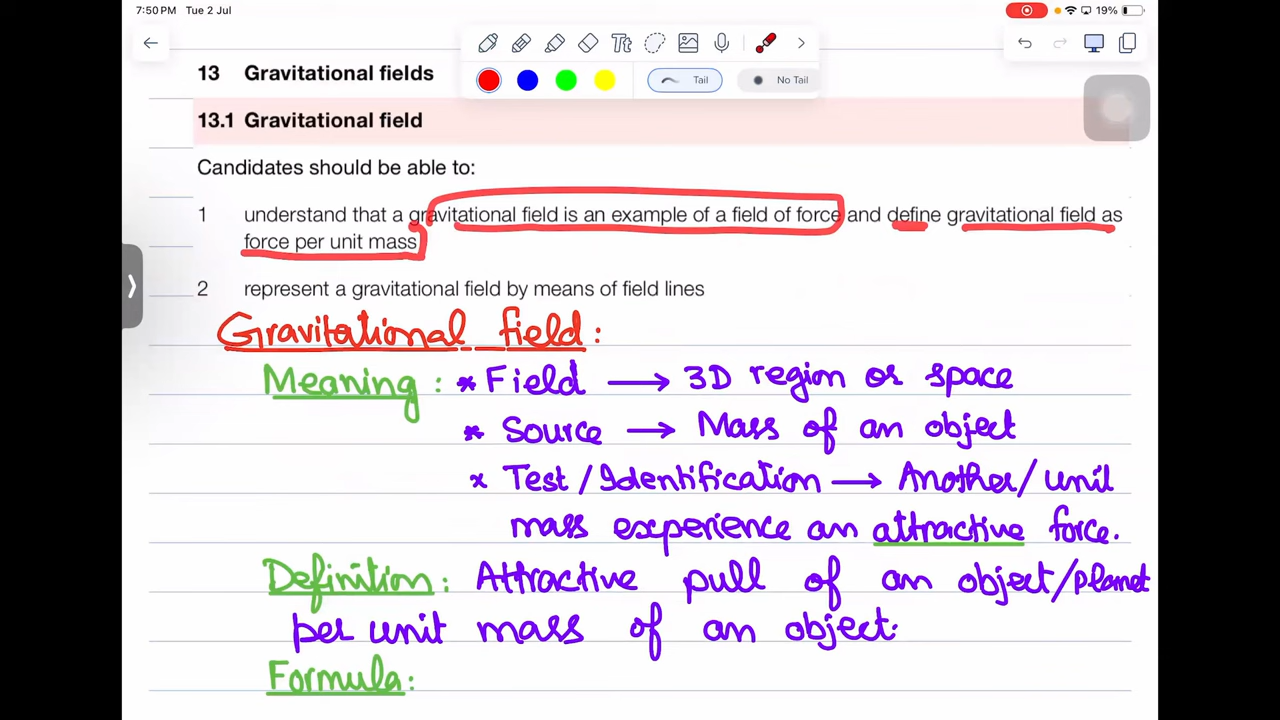 7:50 PM Tue 2 Jul
19%
Tt
Tail
No Tail
13 Gravitational fields
13.1 Gravitational field
Candidates should be able to:
1 understand that a gravitational field is an example of a field of force and define gravitational field as
force per unit mass
2 represent a gravitational field by means of field lines
Gravitational field:
Meaning: * Field → 3D region or space
* Source → Mass of an object
x Test/Identification → Another/unit
mass experience an attractive force.
Definition: Attractive pull of an object/planet
per unit mass of an object:
Formula: